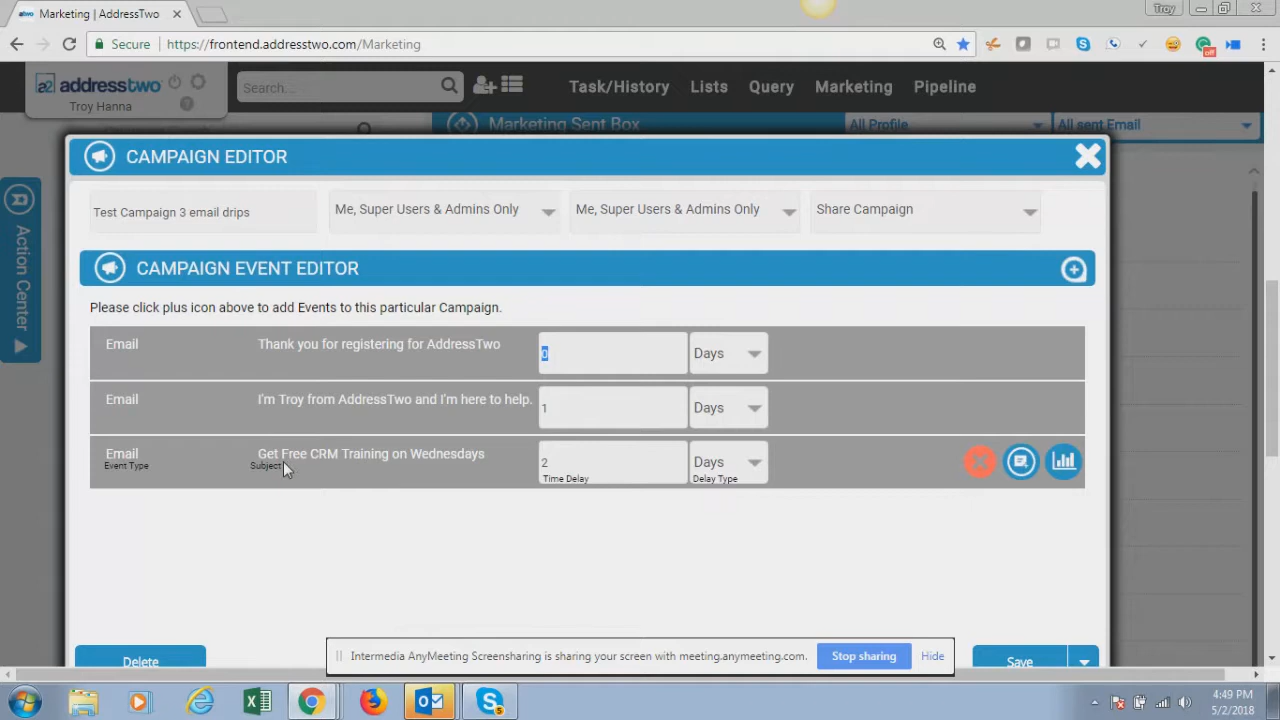 Marketing | AddressTwo
Troy
Secure
https://frontend.addresstwo.com/Marketing
off
a2 addresstwo
Troy Hanna
Search....
Task/History
Lists
Query
Marketing
Pipeline
Marketing Sent Box
All Profile
All sent Email
CAMPAIGN EDITOR
Test Campaign 3 email drips
Me, Super Users & Admins Only
Me, Super Users & Admins Only
Share Campaign
CAMPAIGN EVENT EDITOR
Please click plus icon above to add Events to this particular Campaign.
Email
Thank you for registering for AddressTwo
0
Days
Email
I'm Troy from AddressTwo and I'm here to help.
1
Days
Email
Event Type
Get Free CRM Training on Wednesdays
Subject
2
Time Delay
Days
Delay Type
Action Center
Intermedia AnyMeeting Screensharing is sharing your screen with meeting.anymeeting.com.
Stop sharing
Hide
Delete
Save
4:49 PM
5/2/2018